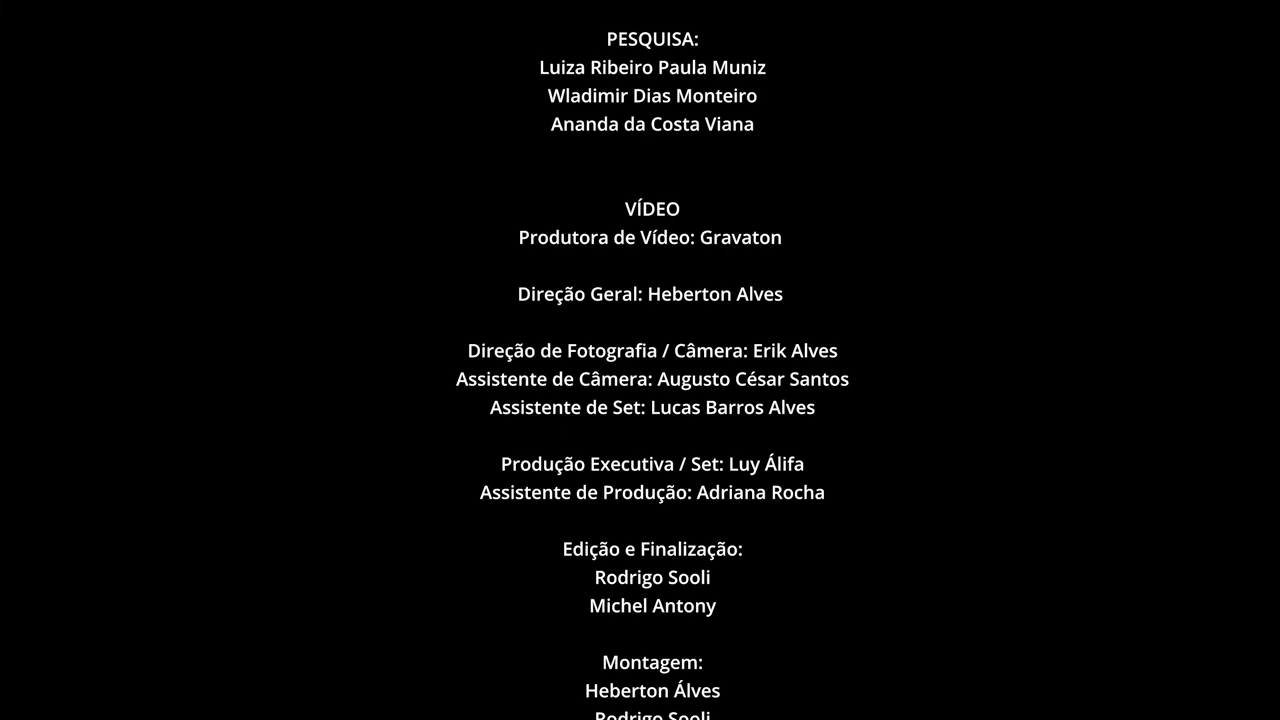 PESQUISA:
Luiza Ribeiro Paula Muniz
Wladimir Dias Monteiro
Ananda da Costa Viana
VÍDEO
Produtora de Vídeo: Gravaton
Direção Geral: Heberton Alves
Direção de Fotografia / Câmera: Erik Alves
Assistente de Câmera: Augusto César Santos
Assistente de Set: Lucas Barros Alves
Produção Executiva / Set: Luy Álifa
Assistente de Produção: Adriana Rocha
Edição e Finalização:
Rodrigo Sooli
Michel Antony
Montagem:
Heberton Álves
Rodrigo Sooli